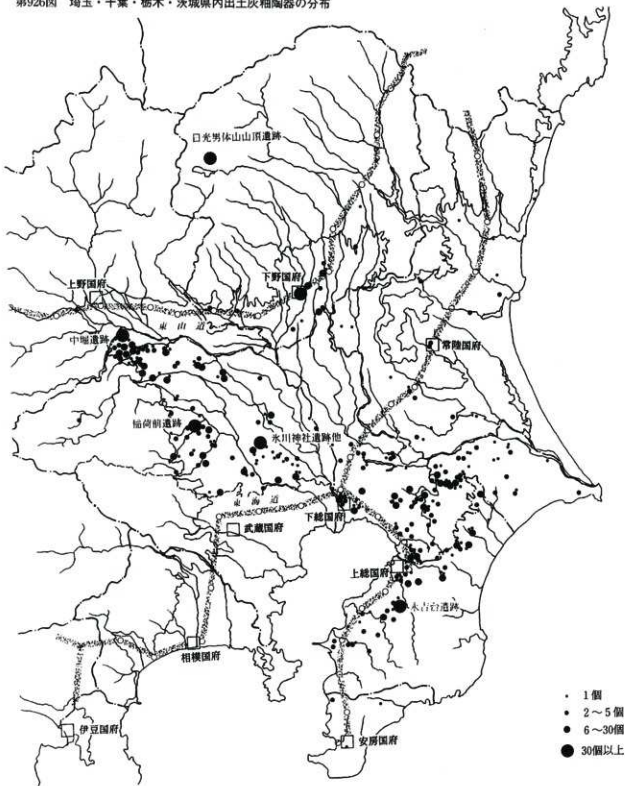 第926図 埼玉・千葉・栃木・茨城県内出土灰釉陶器の分布
日光男体山山頂遺跡
上野国府
下野国府
東山道
中堀遺跡
常陸国府
稲荷前遺跡
氷川神社遺跡他
東海道
下総国府
武蔵国府
上総国府
永吉台遺跡
相模国府
伊豆国府
安房国府
1個
2～5個
6～30個
30個以上